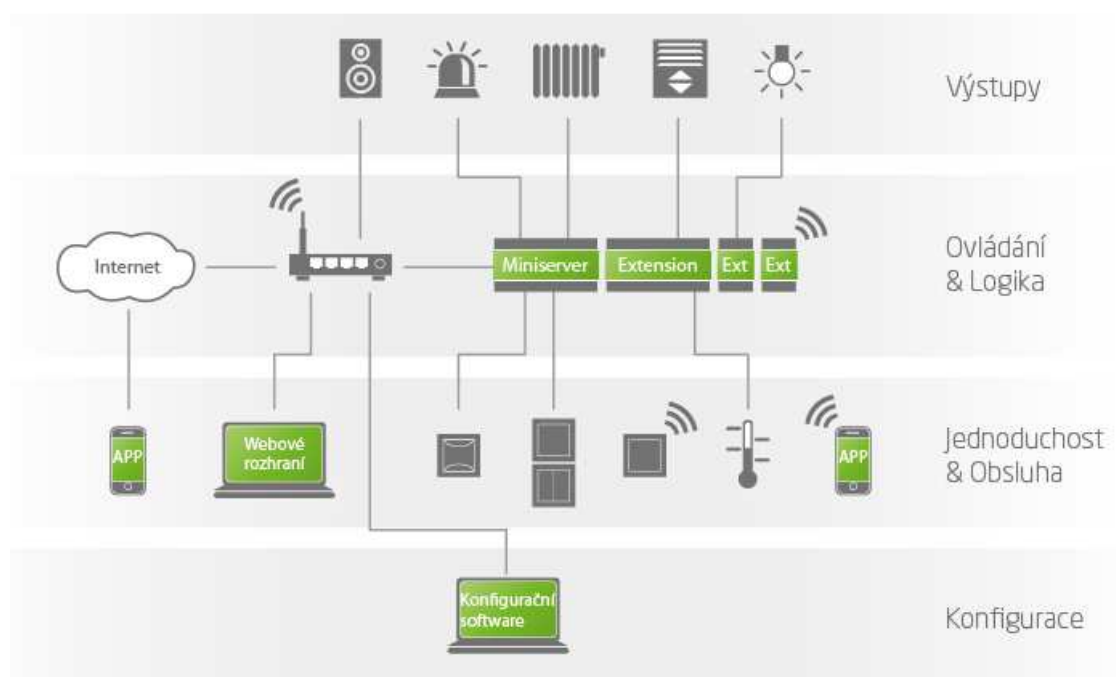 Výstupy
Internet
Miniserver
Extension
Ext
Ext
Ovládání
& Logika
APP
Webové
rozhraní
APP
Jednoduchost
& Obsluha
Konfigurační
software
Konfigurace